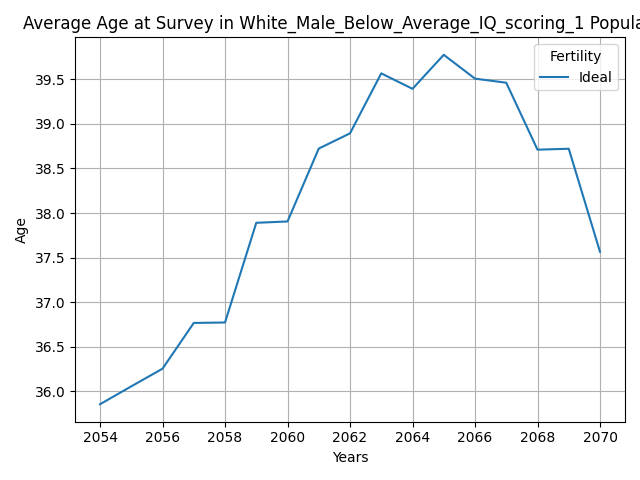 Average Age at Survey in White_Male_Below_Average_IQ_scoring_1 Popula
Fertility
Ideal
39.5
39.0
38.5
38.0
37.5
37.0
36.5
36.0
Age
2054 2056 2058 2060 2062 2064 2066 2068 2070
Years